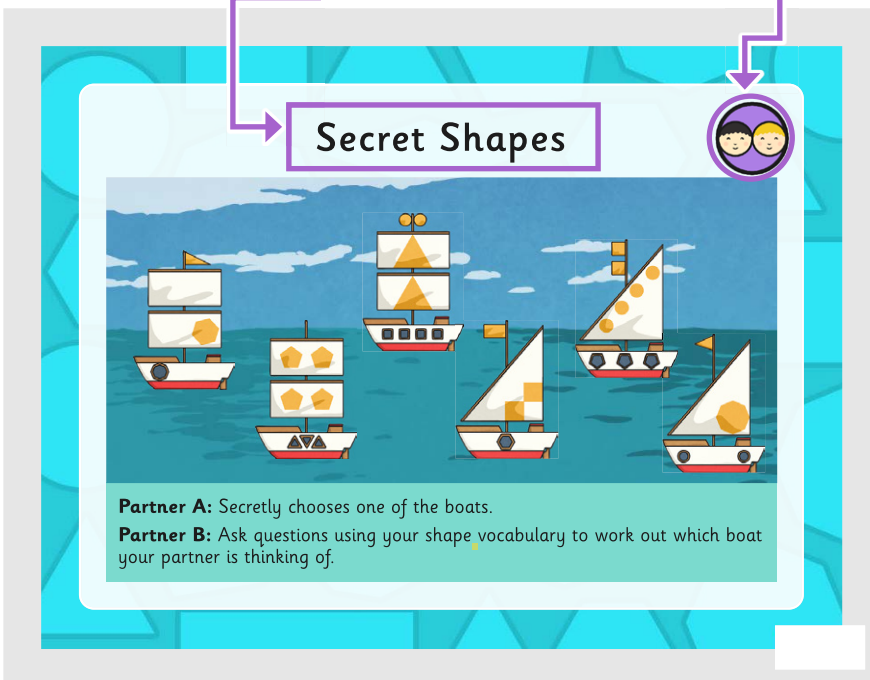 Secret Shapes
Partner A: Secretly chooses one of the boats.
Partner B: Ask questions using your shape vocabulary to work out which boat
your partner is thinking of.